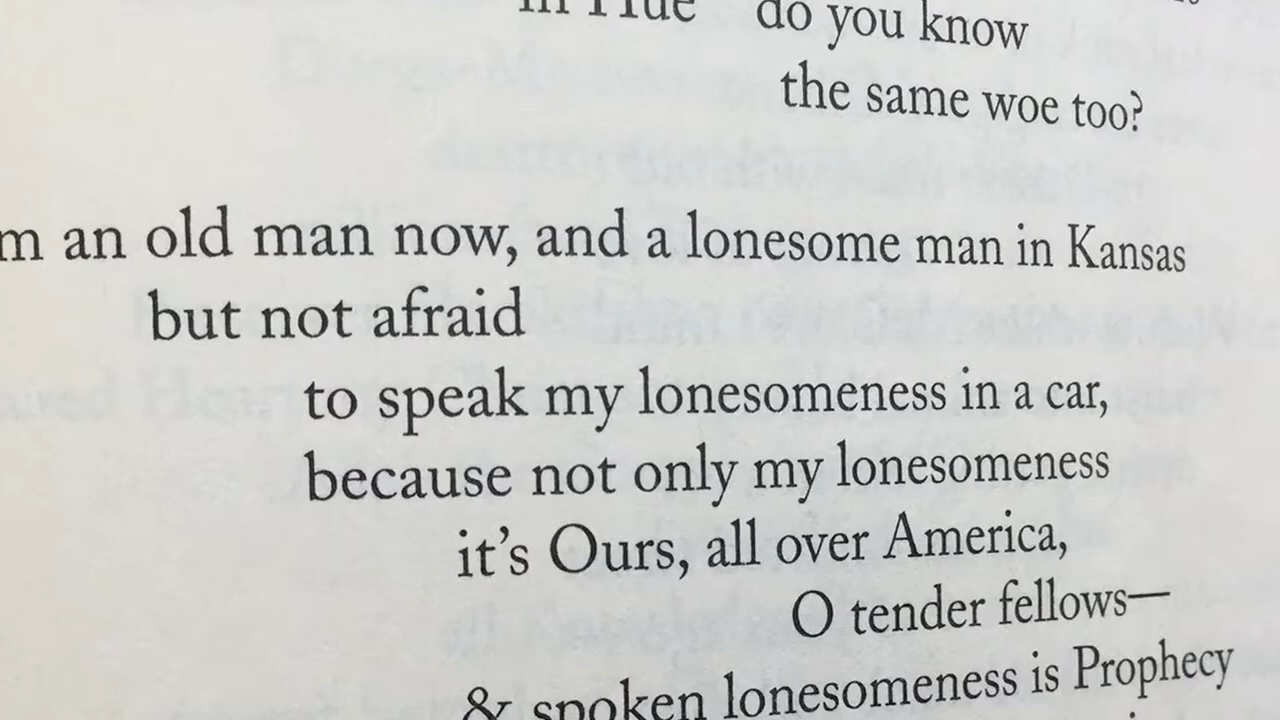 in Hue do you know
the same woe too?
m an old man now, and a lonesome man in Kansas
but not afraid
to speak my lonesomeness in a car,
because not only my lonesomeness
it's Ours, all over America,
O tender fellows—
& spoken lonesomeness is Prophecy